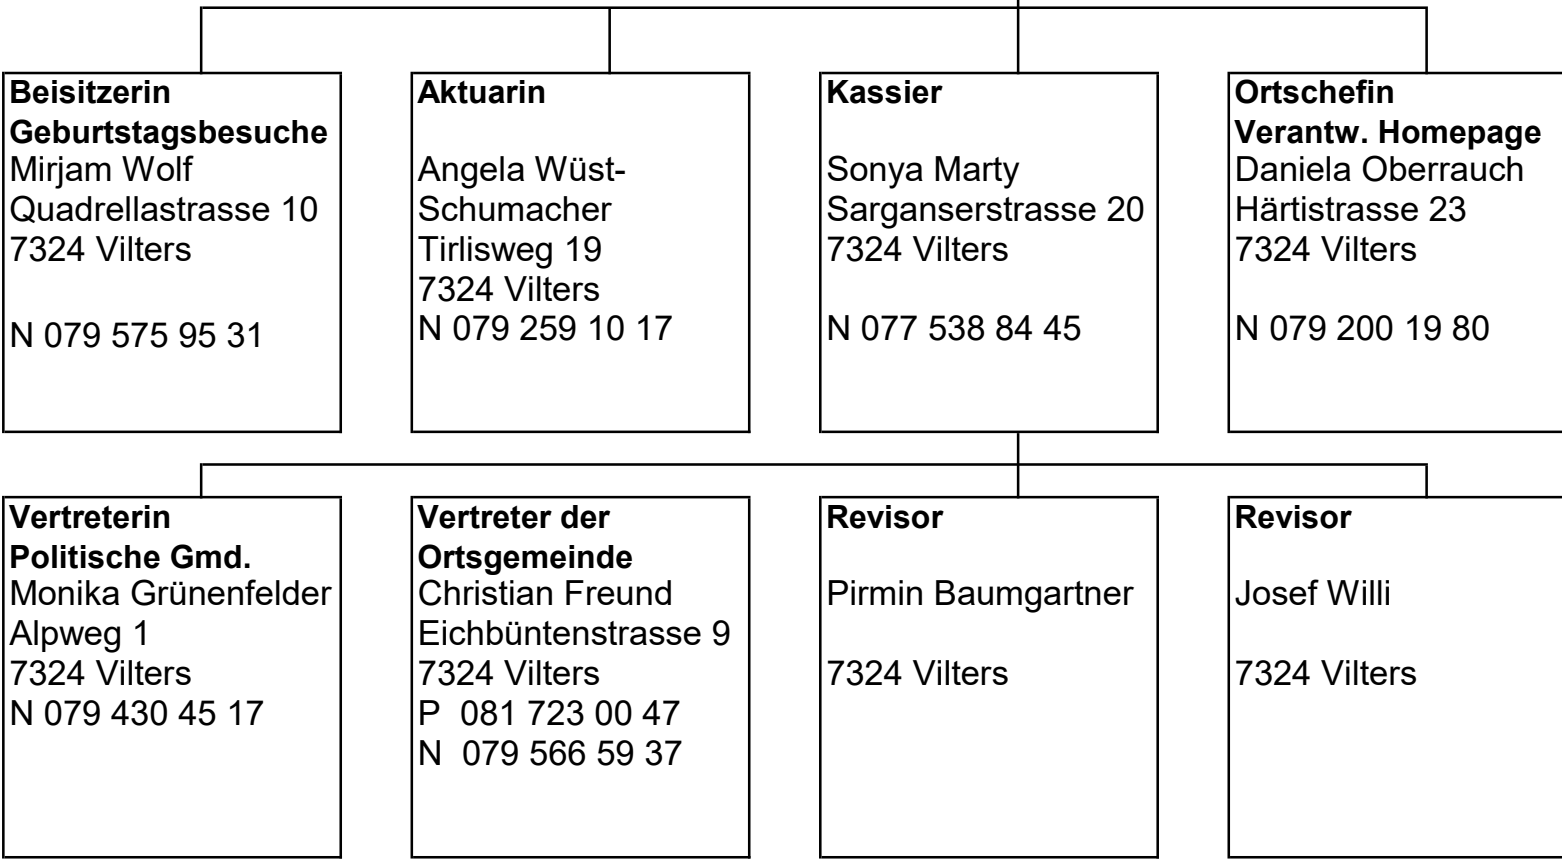 Beisitzerin
Geburtstagsbesuche
Mirjam Wolf
Quadrellastrasse 10
7324 Vilters
N 079 575 95 31
Aktuarin
Angela Wüst-
Schumacher
Tirlisweg 19
7324 Vilters
N 079 259 10 17
Kassier
Sonya Marty
Sarganserstrasse 20
7324 Vilters
N 077 538 84 45
Ortschefin
Verantw. Homepage
Daniela Oberrauch
Härtistrasse 23
7324 Vilters
N 079 200 19 80
Vertreterin
Politische Gmd.
Monika Grünenfelder
Alpweg 1
7324 Vilters
N 079 430 45 17
Vertreter der
Ortsgemeinde
Christian Freund
Eichbüntenstrasse 9
7324 Vilters
P 081 723 00 47
N 079 566 59 37
Revisor
Pirmin Baumgartner
7324 Vilters
Revisor
Josef Willi
7324 Vilters